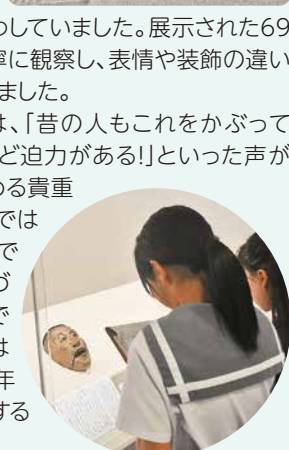 つしていました。展示された69
寧に観察し、表情や装飾の違い
ました。
は、「昔の人もこれをかぶって
ど迫力がある!」といった声が
める貴重
では
で
づ
で
は
年
する